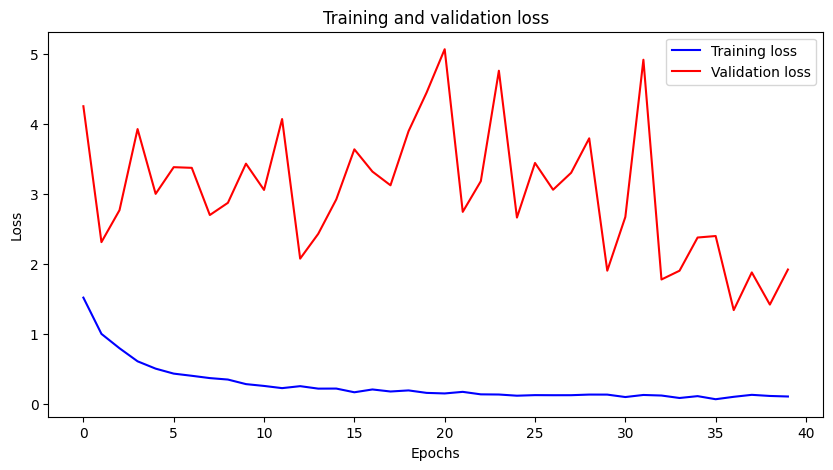 Training and validation loss
Training loss
Validation loss
Loss
5
4
3
2
1
0
0 5 10 15 20 25 30 35 40
Epochs